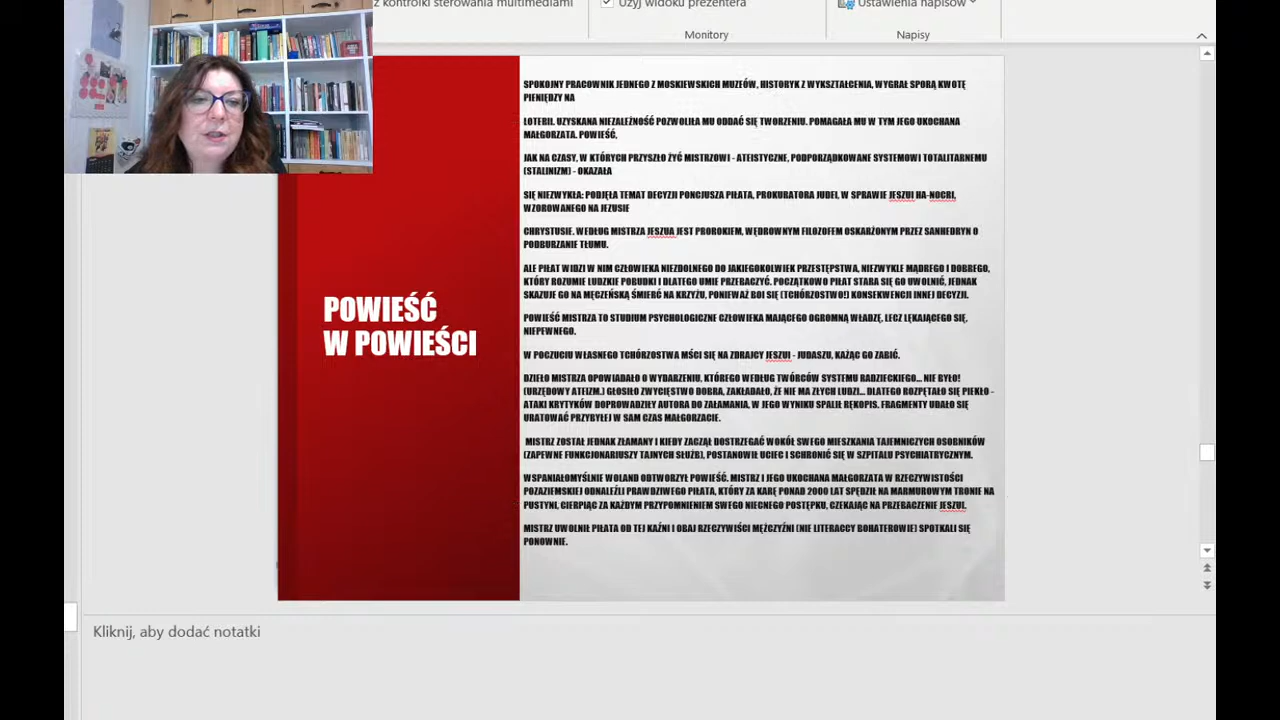 z kontrolki sterowania multimediami
Użyj widoku prezentera
Ustawienia napisów
Monitory
Napisy
SPOKOJNY PRACOWNIK JEDNEGO Z MOSKIEWSKICH MUZEÓW, HISTORYK Z WYKSZTAŁCENIA, WYGRAŁ SPORĄ KWOTĘ
PIENIĘDZY NA
LOTERII. UZYSKANA NIEZALEŻNOŚĆ POZWOLIŁA MU ODDAĆ SIĘ TWORZENIU. POMAGAŁA MU W TYM JEGO UKOCHANA
MAŁGORZATA. POWIEŚĆ,
JAK NA CZASY, W KTÓRYCH PRZYSZŁO ŻYĆ MISTRZOWI - ATEISTYCZNE, PODPORZĄDKOWANE SYSTEMOWI TOTALITARNEMU
(STALINIZM) - OKAZAŁA
SIĘ NIEZWYKŁA: PODJĘŁA TEMAT DECYZJI PONCJUSZA PIŁATA, PROKURATORA JUDEI, W SPRAWIE JESZUI HA-NOCRI,
WZOROWANEGO NA JEZUSIE
CHRYSTUSIE. WEDŁUG MISTRZA JESZUA JEST PROROKIEM, WĘDROWNYM FILOZOFEM OSKARŻONYM PRZEZ SANHEDRYN O
PODBURZANIE TŁUMU.
ALE PIŁAT WIDZI W NIM CZŁOWIEKA NIEZDOLNEGO DO JAKIEGOKOLWIEK PRZESTĘPSTWA, NIEZWYKLE MĄDREGO I DOBREGO,
KTÓRY ROZUMIE LUDZKIE POBUDKI I DLATEGO UMIE PRZEBACZYĆ. POCZĄTKOWO PIŁAT STARA SIĘ GO UWOLNIĆ, JEDNAK
SKAZUJE GO NA MĘCZEŃSKĄ ŚMIERĆ NA KRZYŻU, PONIEWAŻ BOI SIĘ (TCHÓRZOSTWO!) KONSEKWENCJI INNEJ DECYZJI.
POWIEŚĆ
W POWIEŚCI
POWIEŚĆ MISTRZA TO STUDIUM PSYCHOLOGICZNE CZŁOWIEKA MAJĄCEGO OGROMNĄ WŁADZĘ, LECZ LĘKAJĄCEGO SIĘ,
NIEPEWNEGO.
W POCZUCIU WŁASNEGO TCHÓRZOSTWA MŚCI SIĘ NA ZDRAJCY JESZUI - JUDASZU, KAŻĄC GO ZABIĆ.
DZIEŁO MISTRZA OPOWIADAŁO O WYDARZENIU, KTÓREGO WEDŁUG TWÓRCÓW SYSTEMU RADZIECKIEGO... NIE BYŁO!
(URZĘDOWY ATEIZM.) GŁOSIŁO ZWYCIĘSTWO DOBRA, ZAKŁADAŁO, ŻE NIE MA ZŁYCH LUDZI... DLATEGO ROZPĘTAŁO SIĘ PIEKŁO -
ATAKI KRYTYKÓW DOPROWADZIŁY AUTORA DO ZAŁAMANIA, W JEGO WYNIKU SPALIŁ RĘKOPIS. FRAGMENTY UDAŁO SIĘ
URATOWAĆ PRZYBYŁEJ W SAM CZAS MAŁGORZACIE.
MISTRZ ZOSTAŁ JEDNAK ZŁAMANY I KIEDY ZACZĄŁ DOSTRZEGAĆ WOKÓŁ SWEGO MIESZKANIA TAJEMNICZYCH OSOBNIKÓW
(ZAPEWNE FUNKCJONARIUSZY TAJNYCH SŁUŻB), POSTANOWIŁ UCIEC I SCHRONIĆ SIĘ W SZPITALU PSYCHIATRYCZNYM.
WSPANIAŁOMYŚLNIE WOLAND ODTWORZYŁ POWIEŚĆ. MISTRZ I JEGO UKOCHANA MAŁGORZATA W RZECZYWISTOŚCI
POZAZIEMSKIEJ ODNALEŹLI PRAWDZIWEGO PIŁATA, KTÓRY ZA KARĘ PONAD 2000 LAT SPĘDZIŁ NA MARMUROWYM TRONIE NA
PUSTYNI, CIERPIĄC ZA KAŻDYM PRZYPOMNIENIEM SWEGO NIECNEGO POSTĘPKU, CZEKAJĄC NA PRZEBACZENIE JESZUI.
MISTRZ UWOLNIŁ PIŁATA OD TEJ KAŹNI I OBAJ RZECZYWIŚCI MĘŻCZYŹNI (NIE LITERACCY BOHATEROWIE) SPOTKALI SIĘ
PONOWNIE.
Kliknij, aby dodać notatki